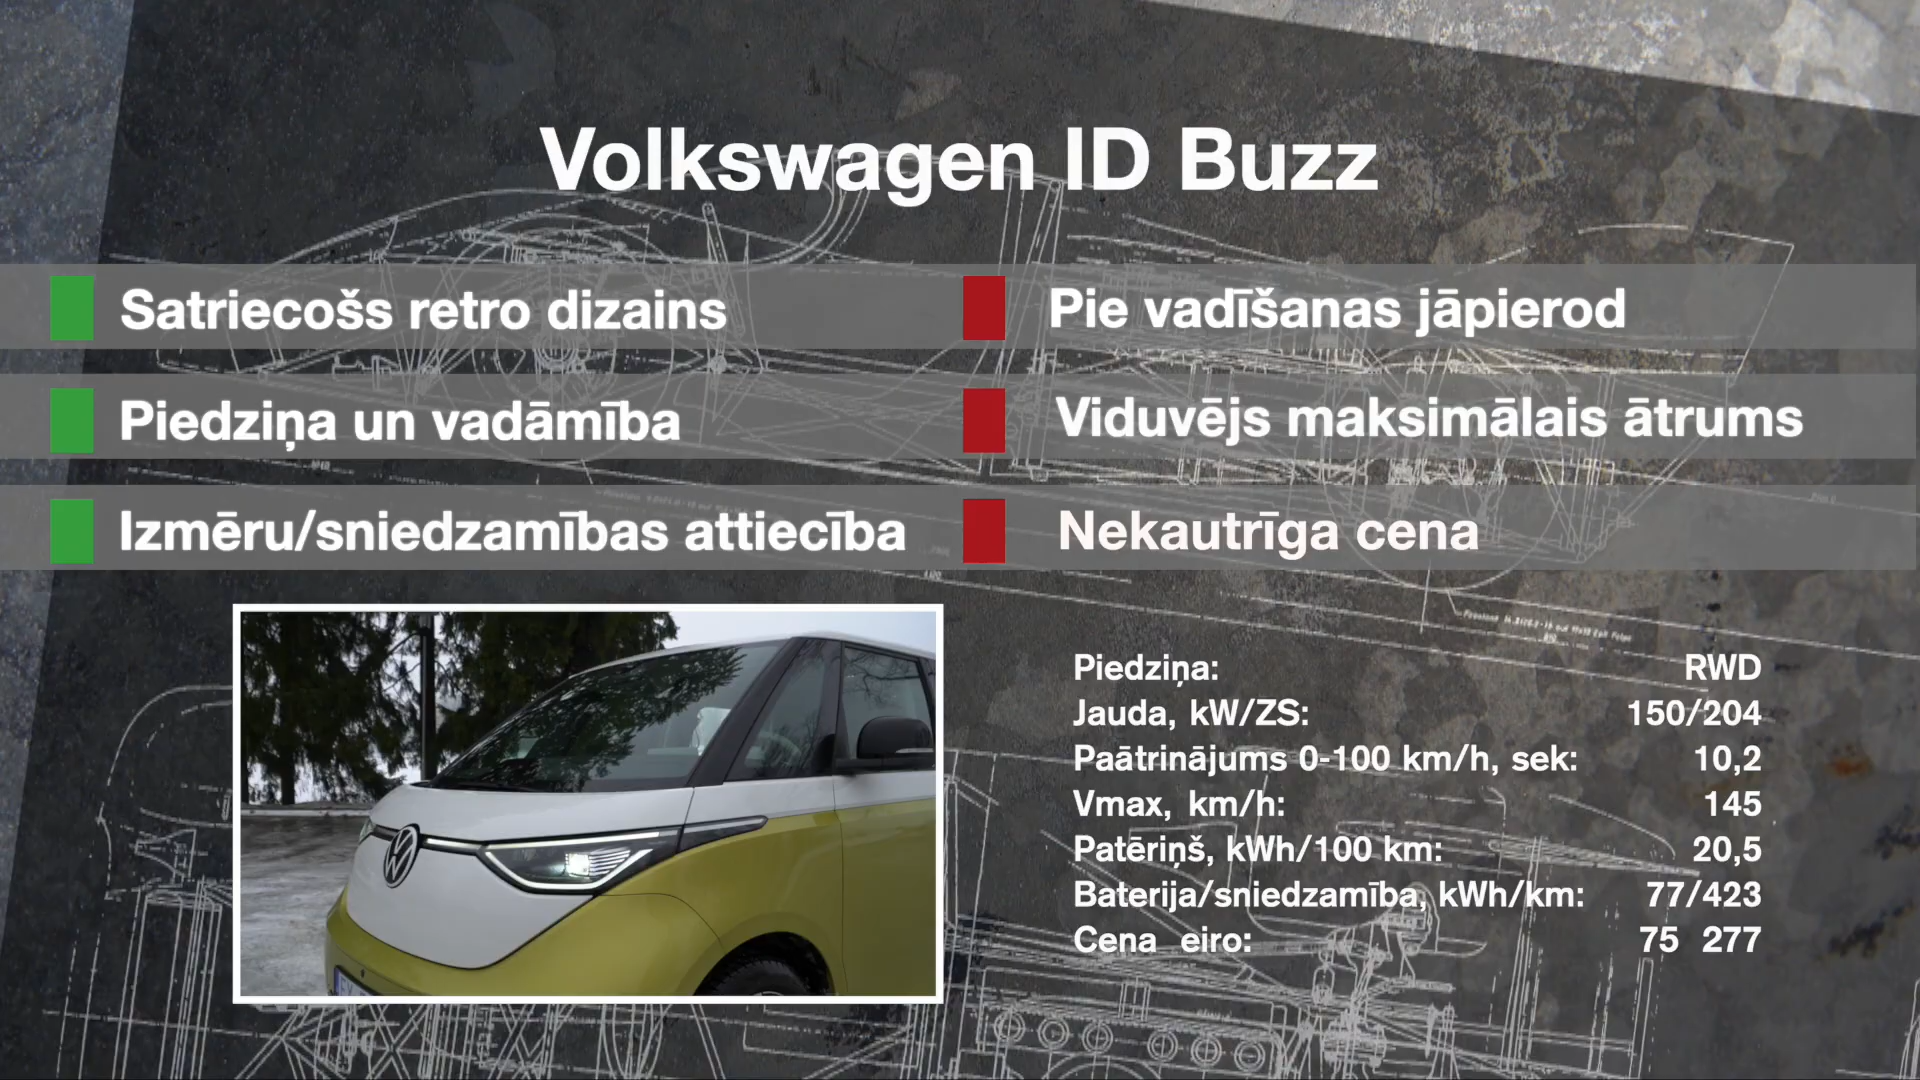 Volkswagen ID Buzz
Satriecošs retro dizains
Pie vadīšanas jāpierod
Piedziņa un vadāmība
Viduvējs maksimālais ātrums
Izmēru/sniedzamības attiecība
Nekautrīga cena
Piedziņa: RWD
Jauda, kW/ZS: 150/204
Paātrinājums 0-100 km/h, sek: 10,2
Vmax, km/h: 145
Patēriņš, kWh/100 km: 20,5
Baterija/sniedzamība, kWh/km: 77/423
Cena eiro: 75 277